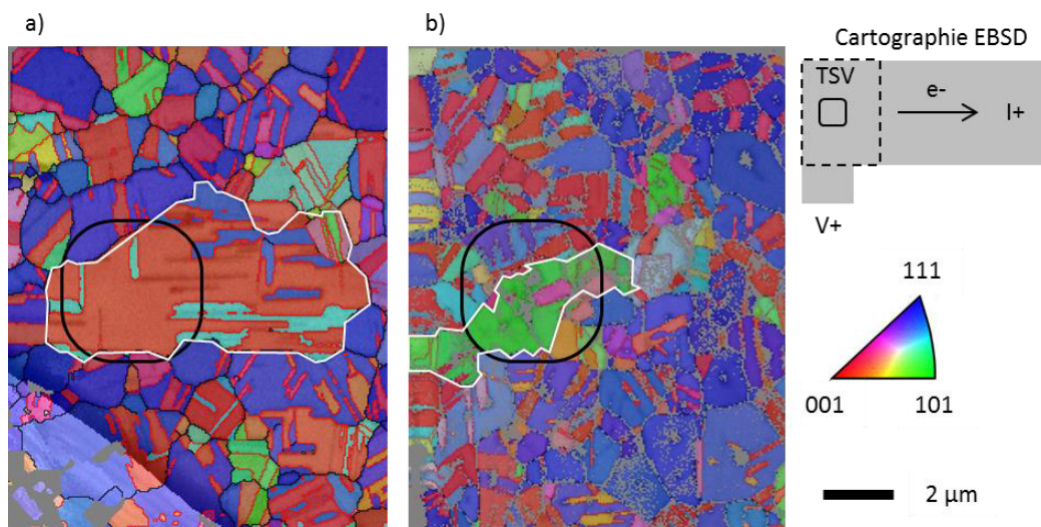 a)
b)
Cartographie EBSD
TSV
e-
I+
V+
111
001
101
2 µm